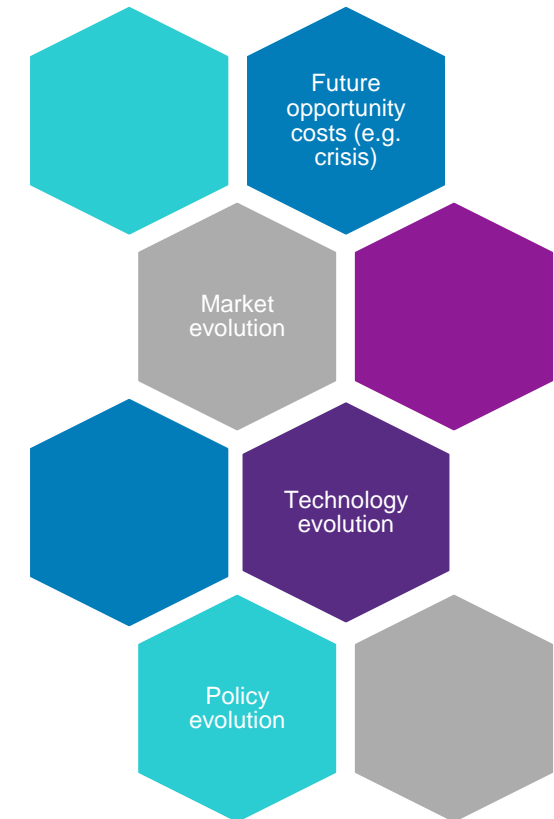 Future
opportunity
costs (e.g.
crisis)
Market
evolution
Technology
evolution
Policy
evolution